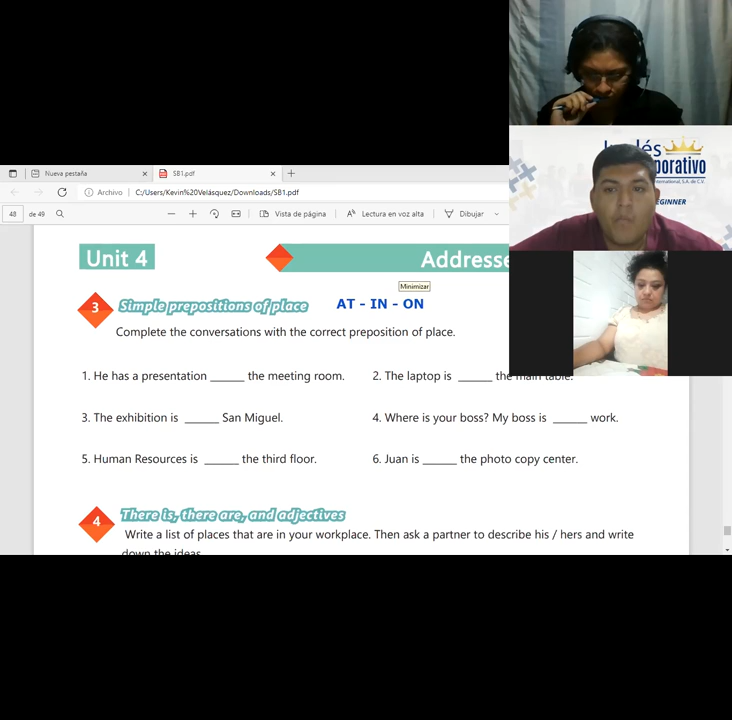 Nueva pestaña
SB1.pdf
Archivo
C:/Users/Kevin%20Velásquez/Downloads/SB1.pdf
48 de 49
Vista de página
Lectura en voz alta
Dibujar
Inglés
porativo
nternational, S.A. de C.V.
EGINNER
Unit 4
Addresse
Minimizar
3 Simple prepositions of place
AT - IN - ON
Complete the conversations with the correct preposition of place.
1. He has a presentation ______ the meeting room.
2. The laptop is ______ the main table.
3. The exhibition is ______ San Miguel.
4. Where is your boss? My boss is ______ work.
5. Human Resources is ______ the third floor.
6. Juan is ______ the photo copy center.
4 There is, there are, and adjectives
Write a list of places that are in your workplace. Then ask a partner to describe his / hers and write
down the ideas.